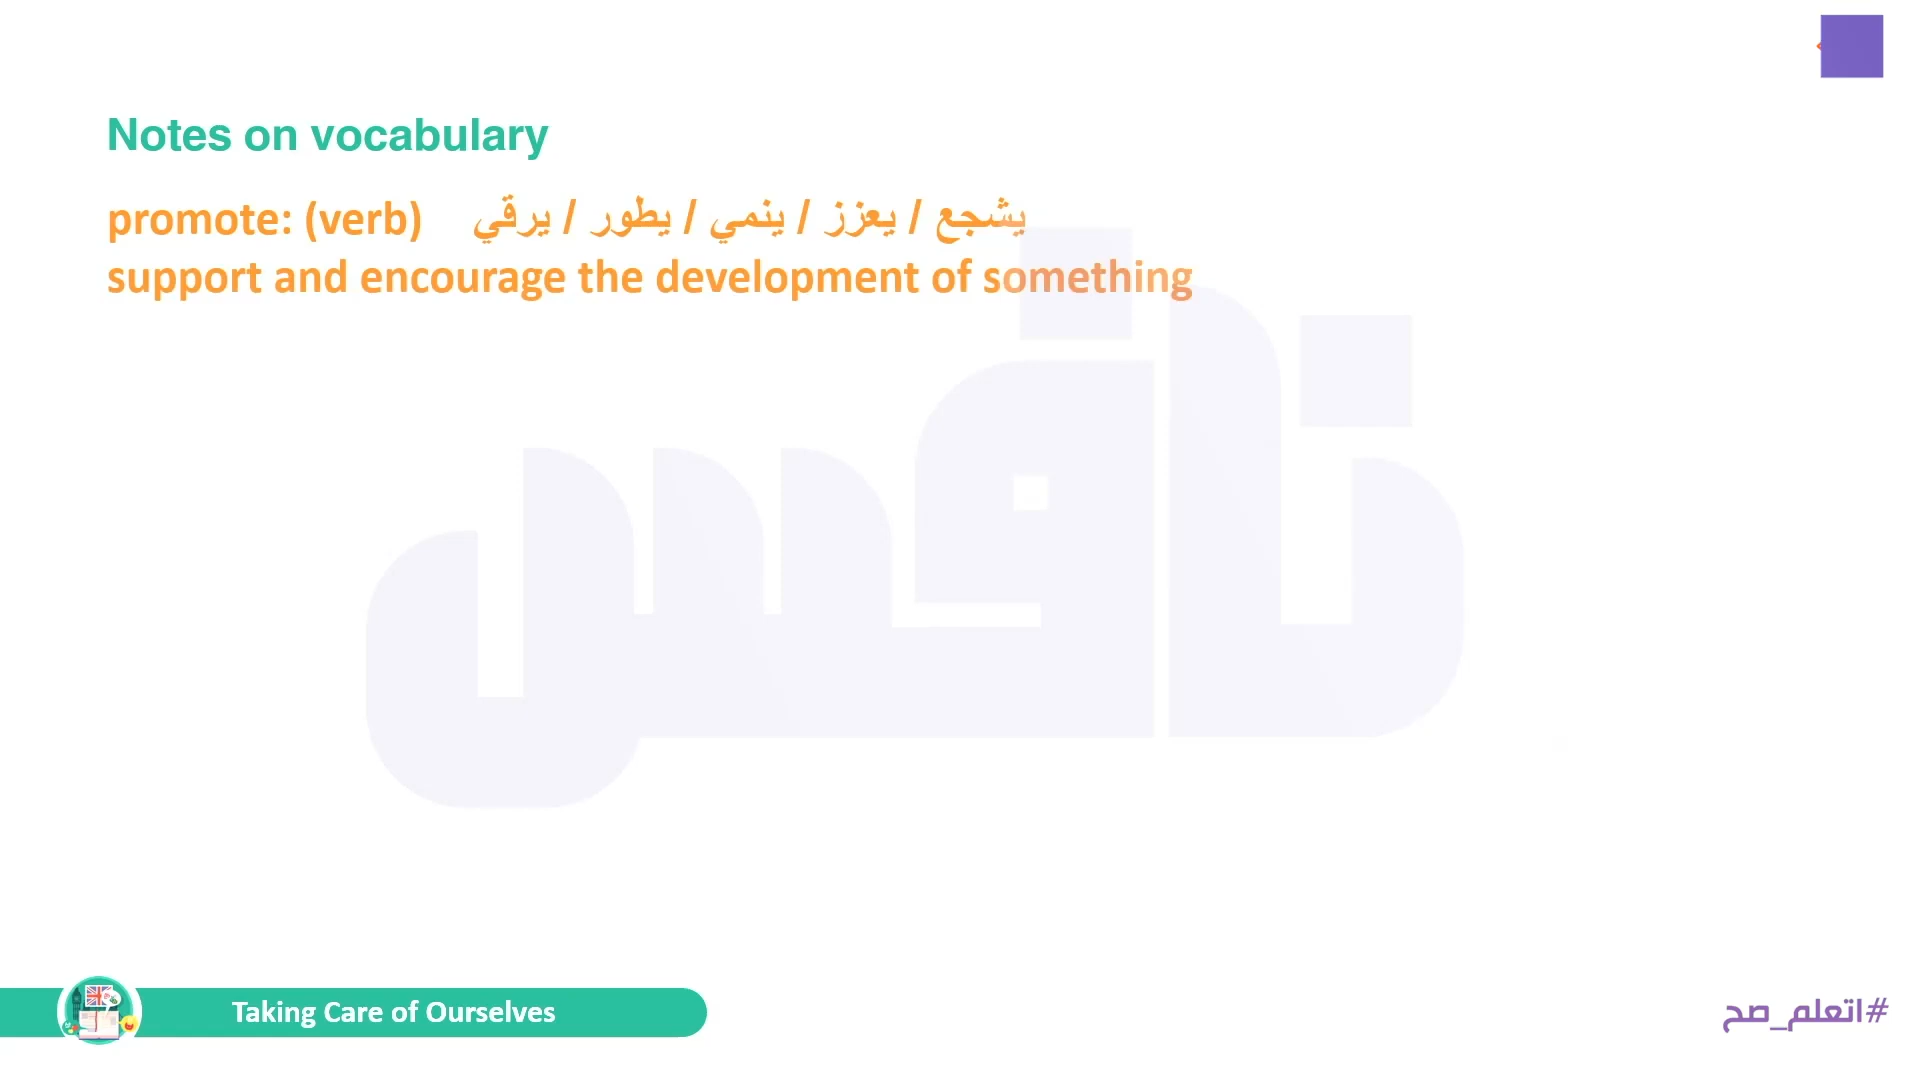 Notes on vocabulary
promote: (verb) يشجع / يعزز / ينمي / يطور / يرقي
support and encourage the development of something
نافس
Taking Care of Ourselves
#اتعلم_صح